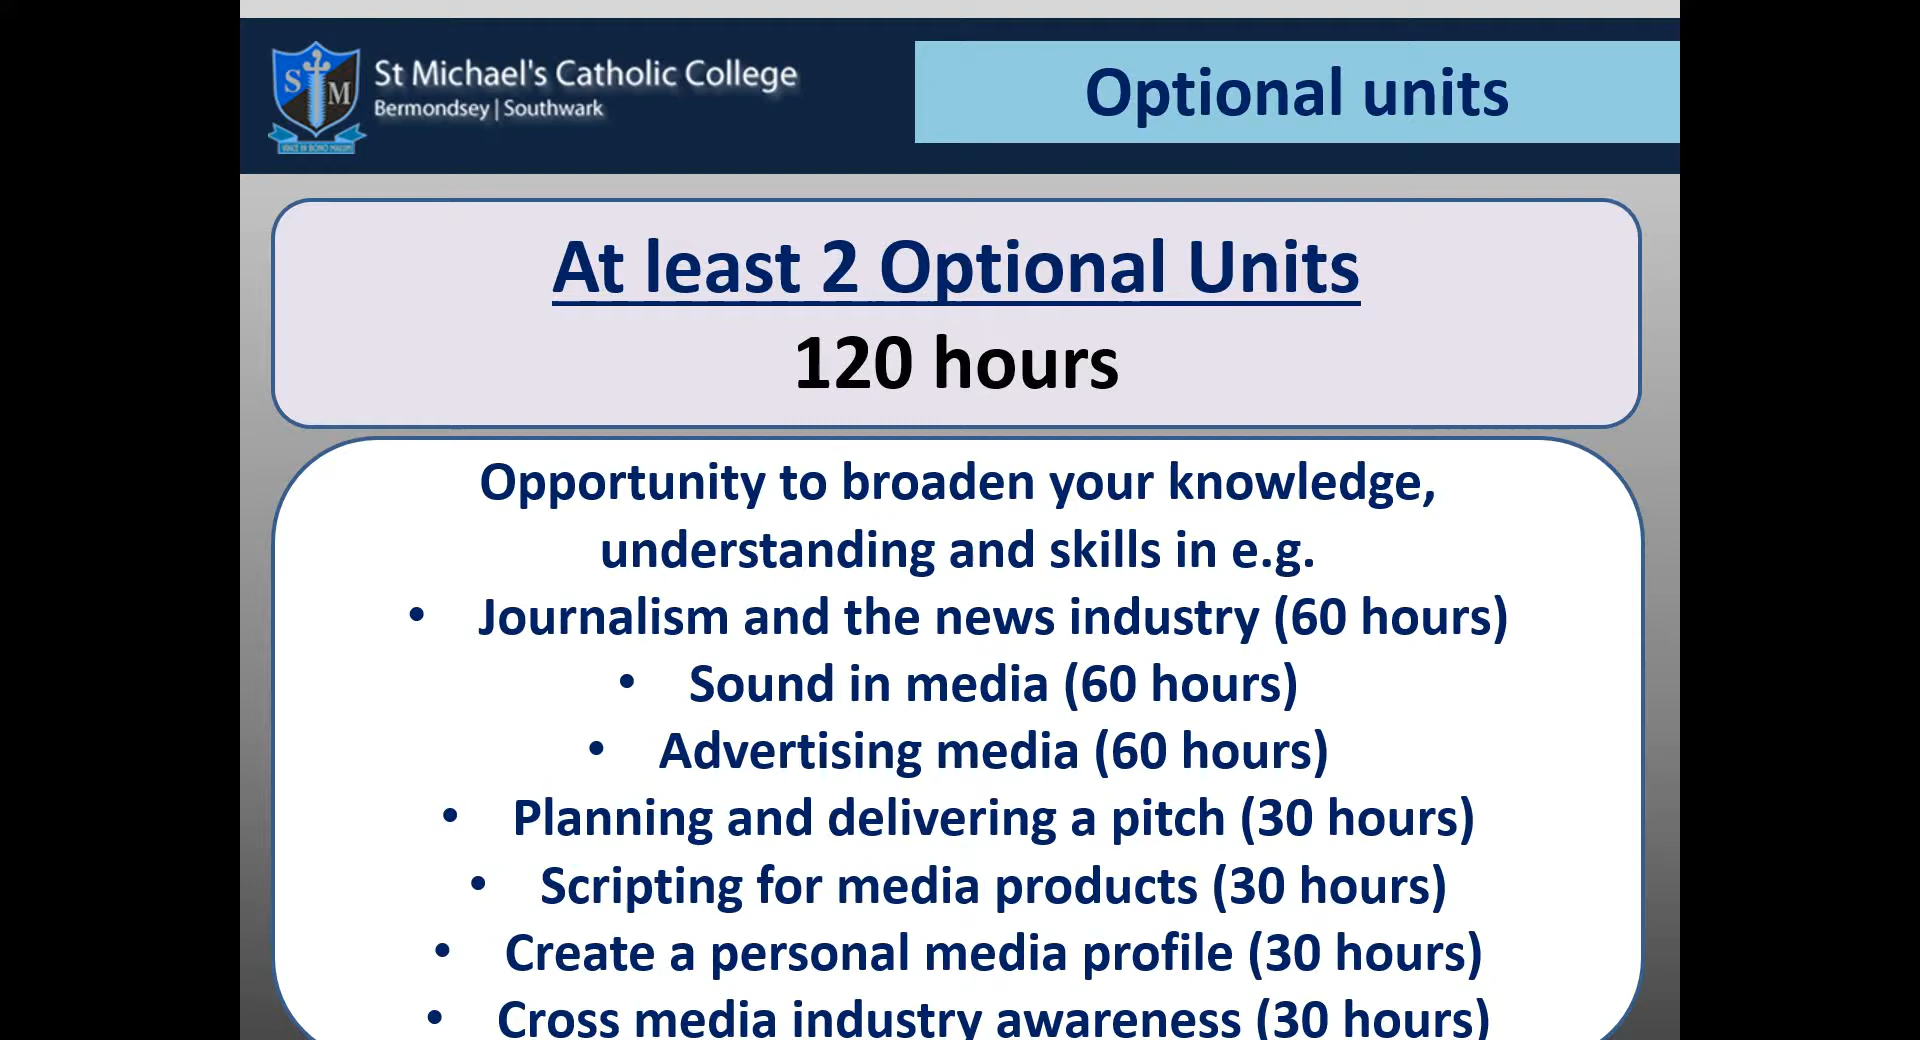 St Michael's Catholic College
Bermondsey | Southwark
S M
Optional units
At least 2 Optional Units
120 hours
Opportunity to broaden your knowledge,
understanding and skills in e.g.
• Journalism and the news industry (60 hours)
• Sound in media (60 hours)
• Advertising media (60 hours)
• Planning and delivering a pitch (30 hours)
• Scripting for media products (30 hours)
• Create a personal media profile (30 hours)
• Cross media industry awareness (30 hours)